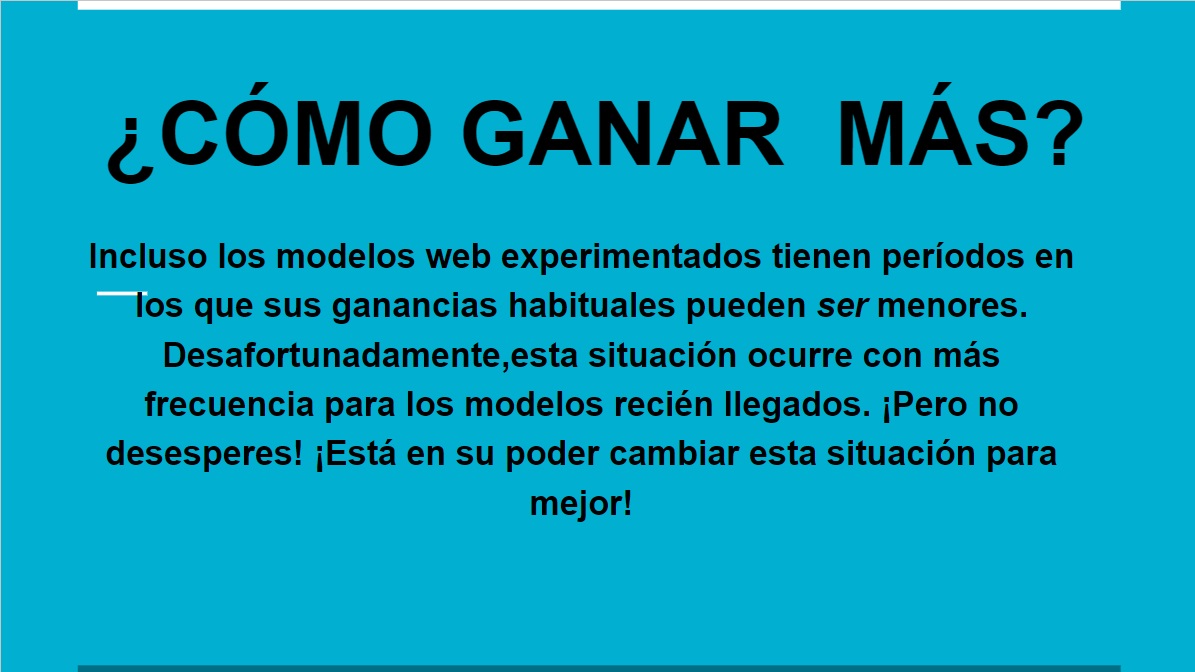 ¿CÓMO GANAR  MÁS?
Incluso los modelos web experimentados tienen períodos en
los que sus ganancias habituales pueden ser menores.
Desafortunadamente,esta situación ocurre con más
frecuencia para los modelos recién llegados. ¡Pero no
desesperes! ¡Está en su poder cambiar esta situación para
mejor!